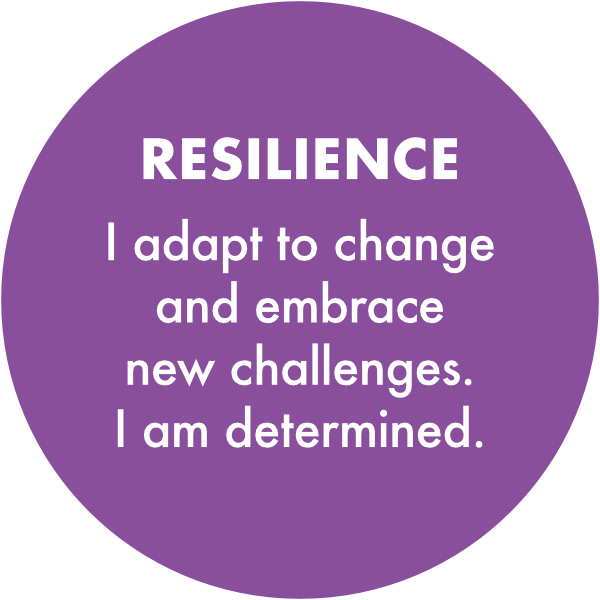 RESILIENCE
I adapt to change
and embrace
new challenges.
I am determined.